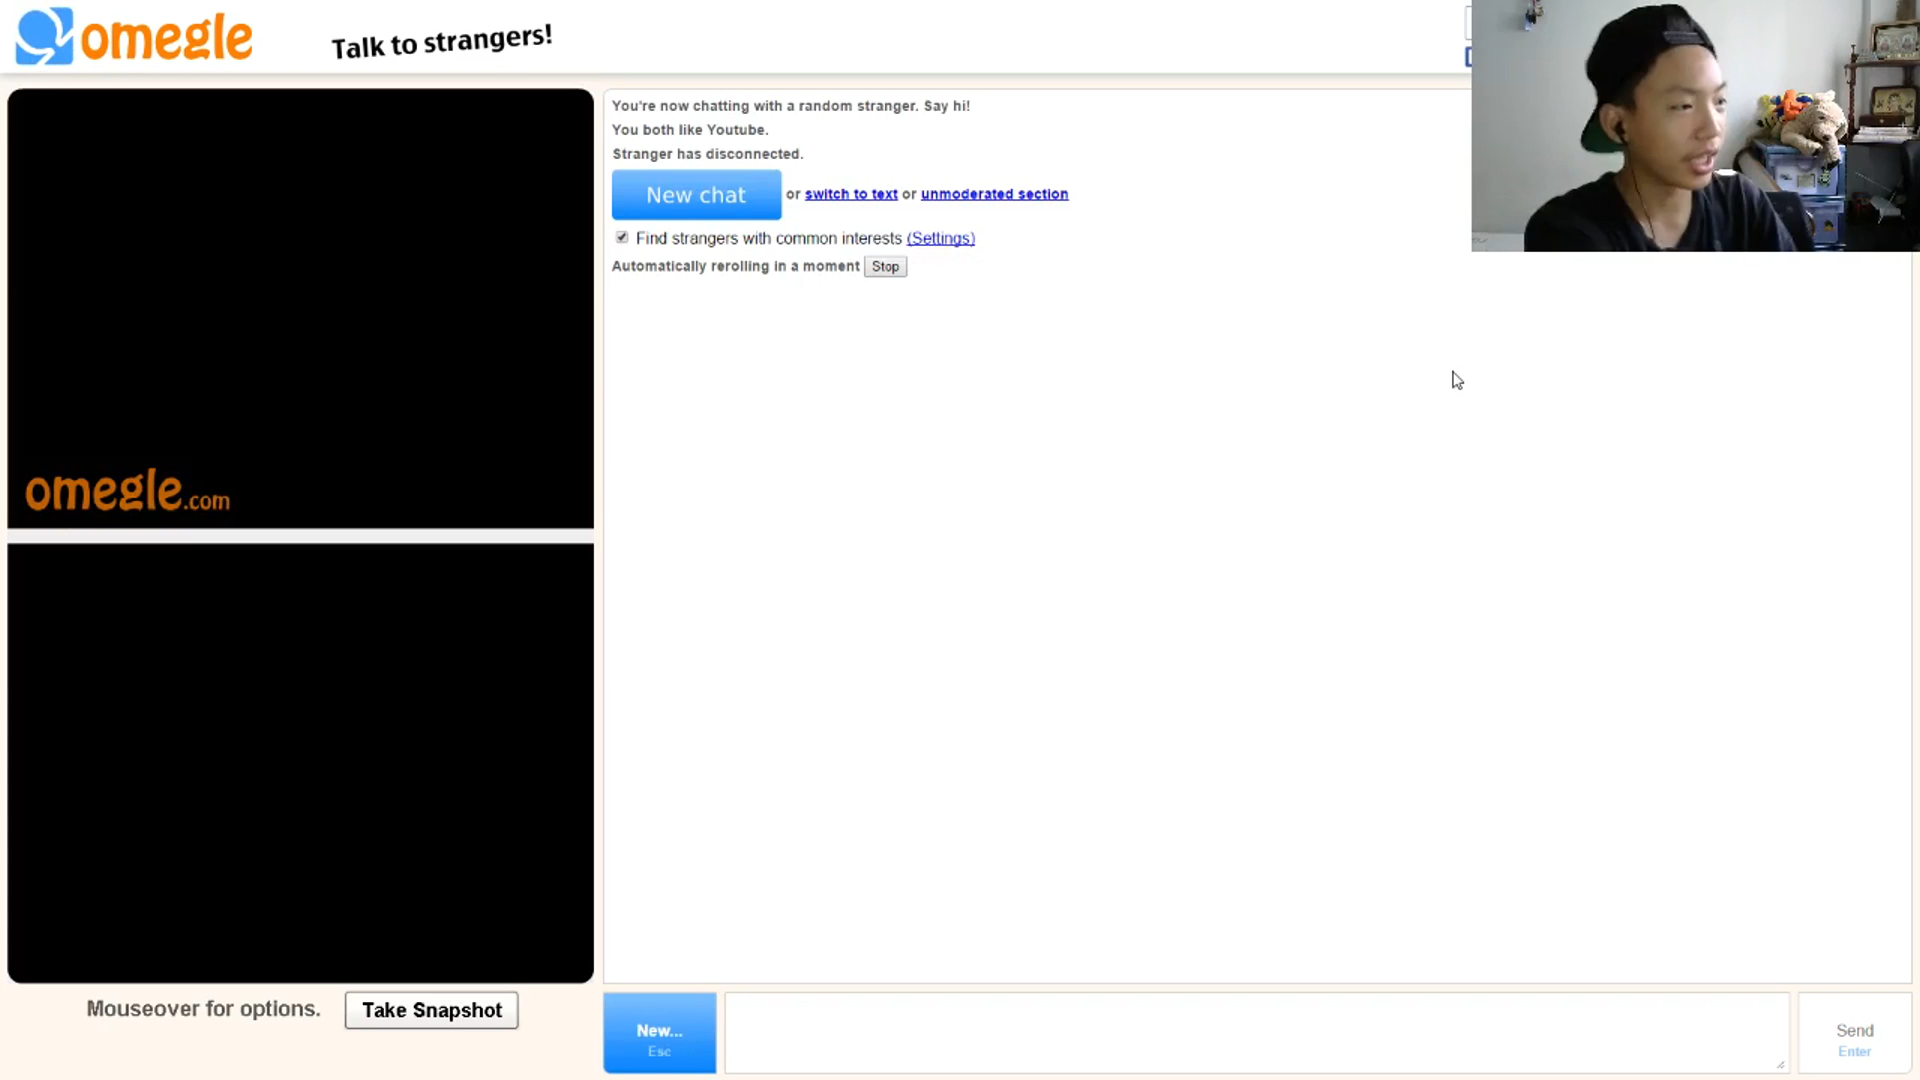 omegle
Talk to strangers!
You're now chatting with a random stranger. Say hi!
You both like Youtube.
Stranger has disconnected.
New chat or switch to text or unmoderated section
Find strangers with common interests (Settings)
Automatically rerolling in a moment Stop
omegle.com
Mouseover for options. Take Snapshot
New...
Esc
Send
Enter